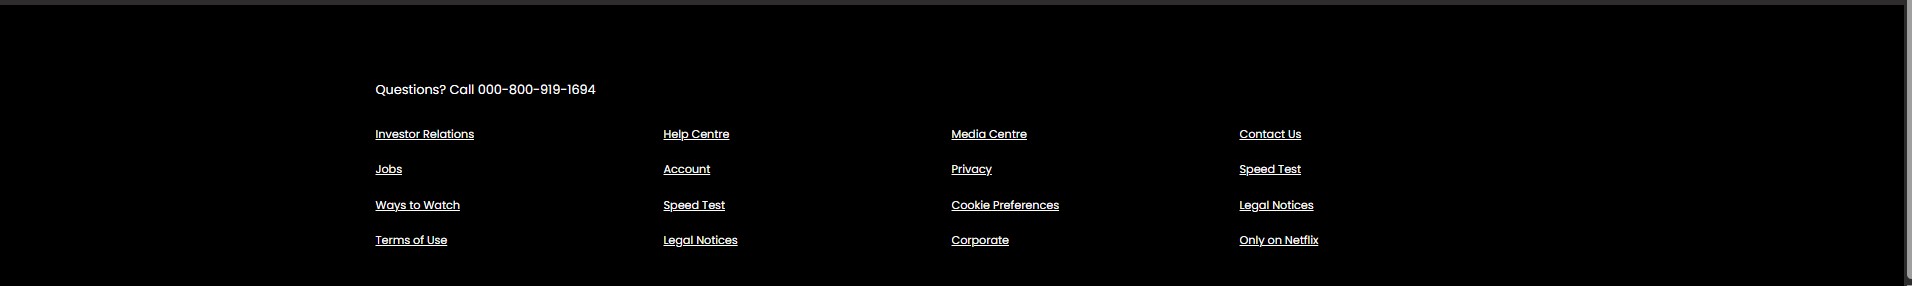 Questions? Call 000-800-919-1694
Investor Relations Help Centre Media Centre Contact Us
Jobs Account Privacy Speed Test
Ways to Watch Speed Test Cookie Preferences Legal Notices
Terms of Use Legal Notices Corporate Only on Netflix